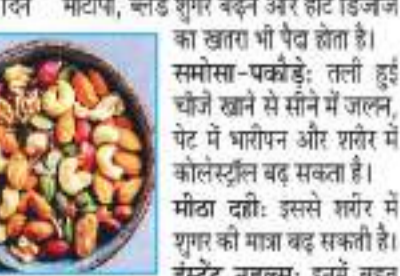 दिन मोटापा, ब्लड शुगर बढ़ने और हार्ट डिजीज
का खतरा भी पैदा होता है।
समोसा-पकौड़े: तली हुई
चीजें खाने से सीने में जलन,
पेट में भारीपन और शरीर में
कोलेस्ट्रॉल बढ़ सकता है।
मीठा दही: इससे शरीर में
शुगर की मात्रा बढ़ सकती है।